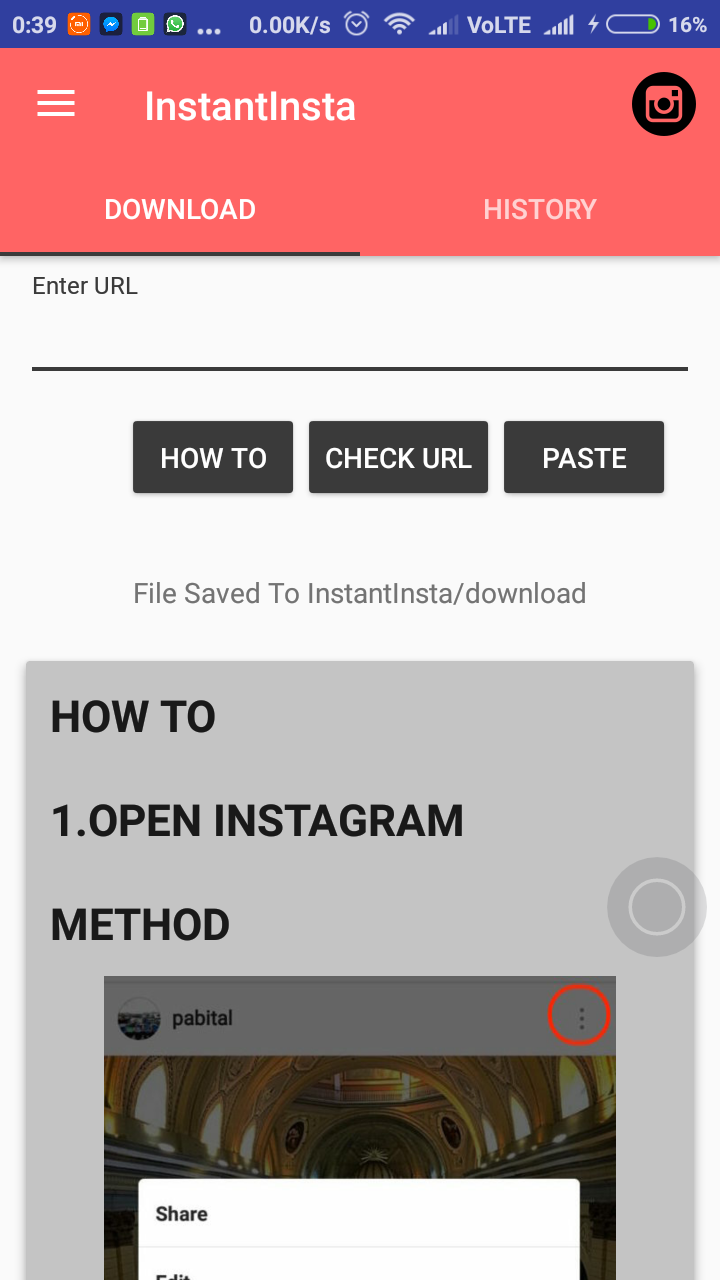 0:39 ... 0.00K/s VoLTE 16%
InstantInsta
DOWNLOAD HISTORY
Enter URL
HOW TO CHECK URL PASTE
File Saved To InstantInsta/download
HOW TO
1.OPEN INSTAGRAM
METHOD
pabital
Share
Edit